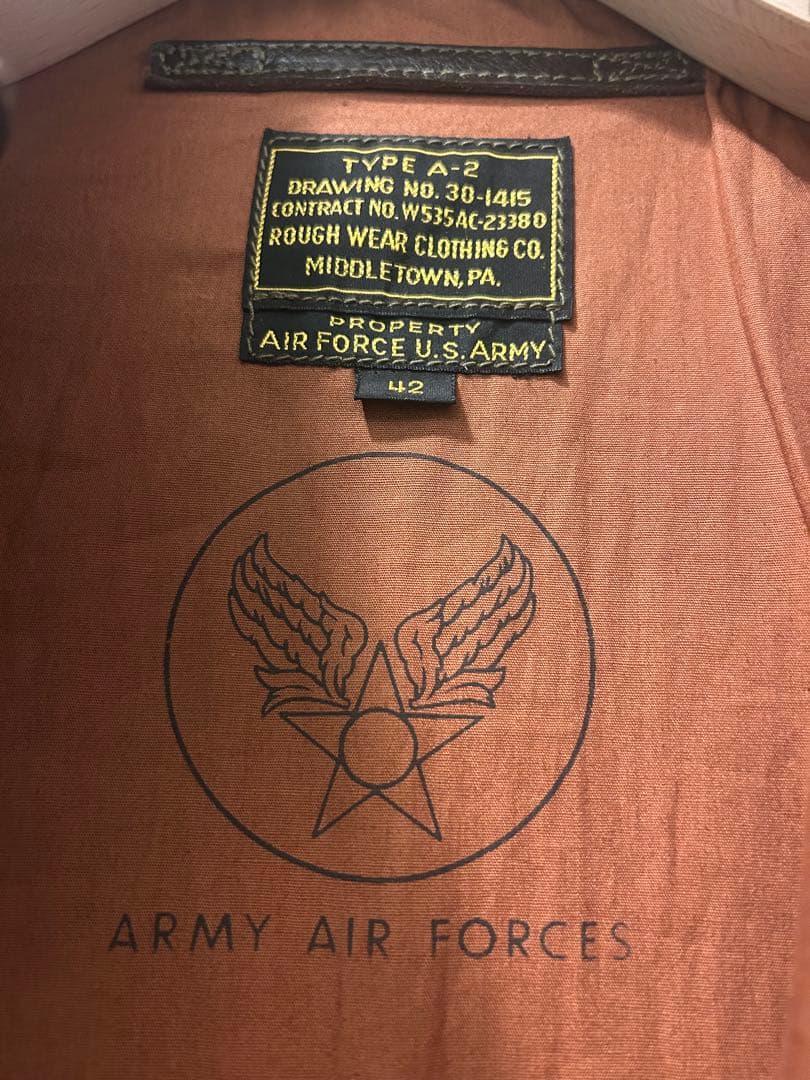 TYPE A-2
DRAWING NO. 30-1415
CONTRACT NO. W535AC-23380
ROUGH WEAR CLOTHING CO.
MIDDLETOWN, PA.
PROPERTY
AIR FORCE U.S. ARMY
42
ARMY AIR FORCES